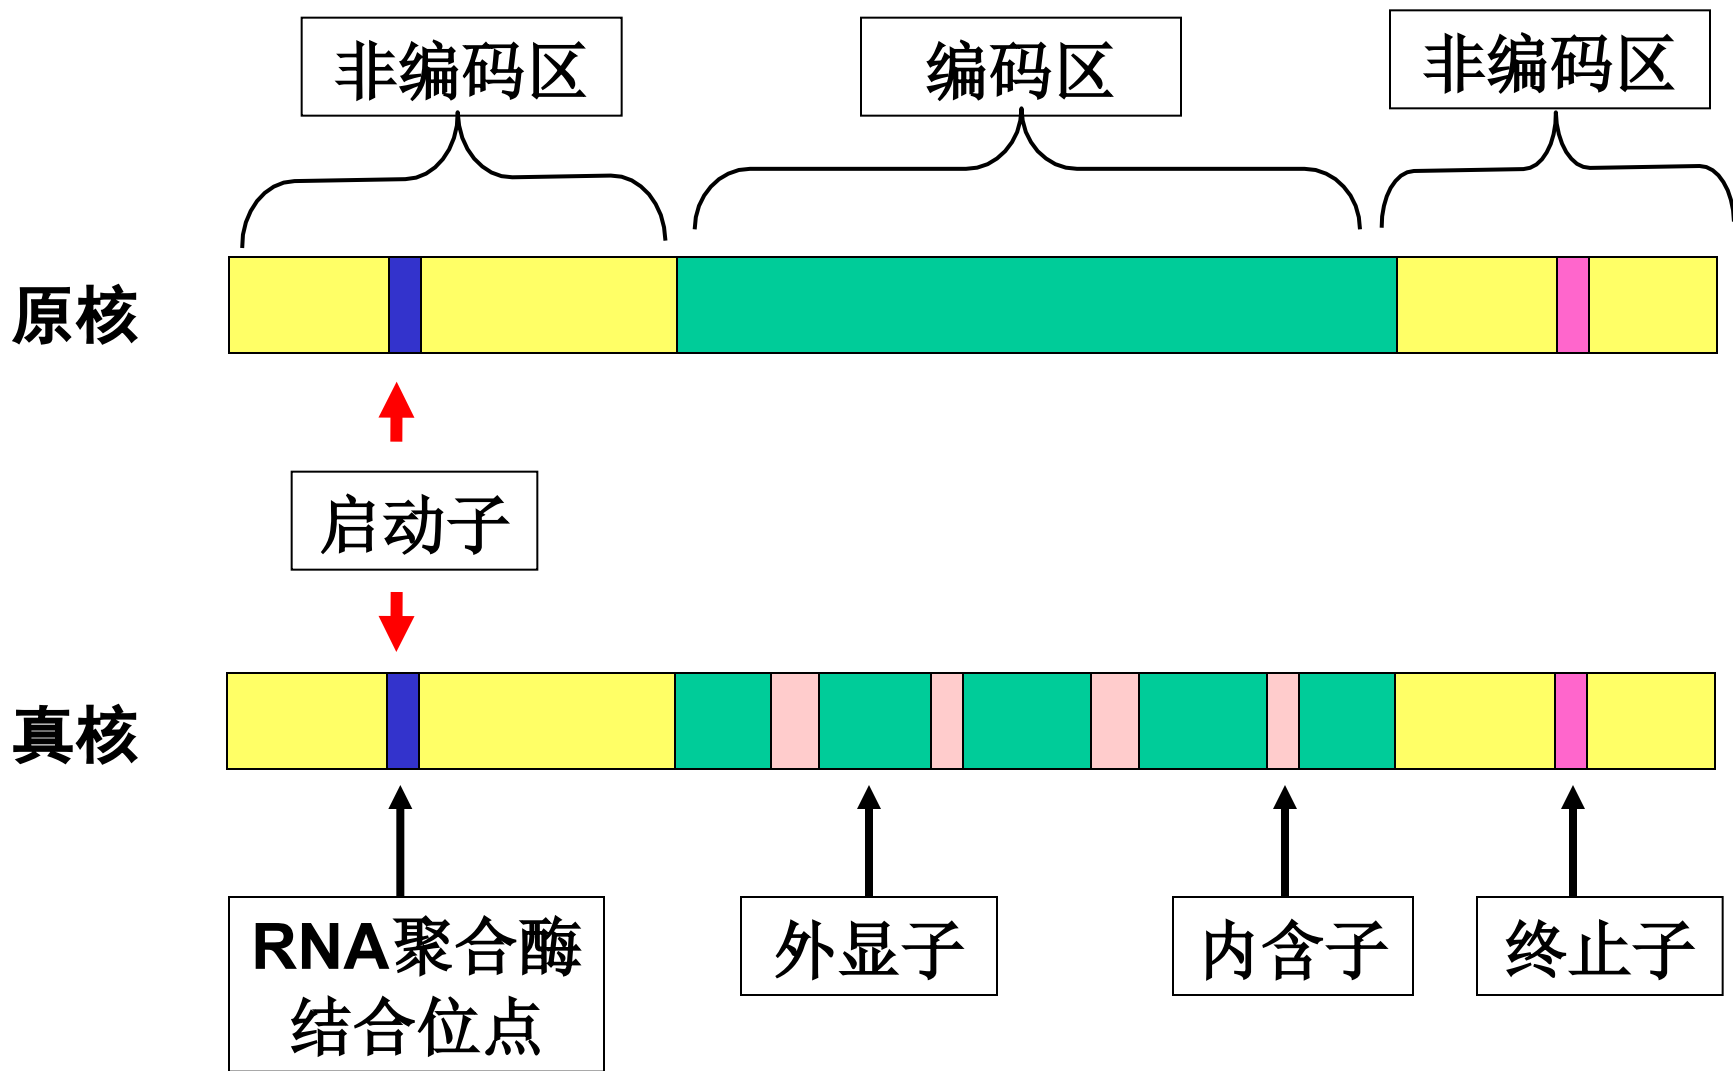 非编码区
编码区
非编码区
原核
启动子
真核
RNA聚合酶
结合位点
外显子
内含子
终止子